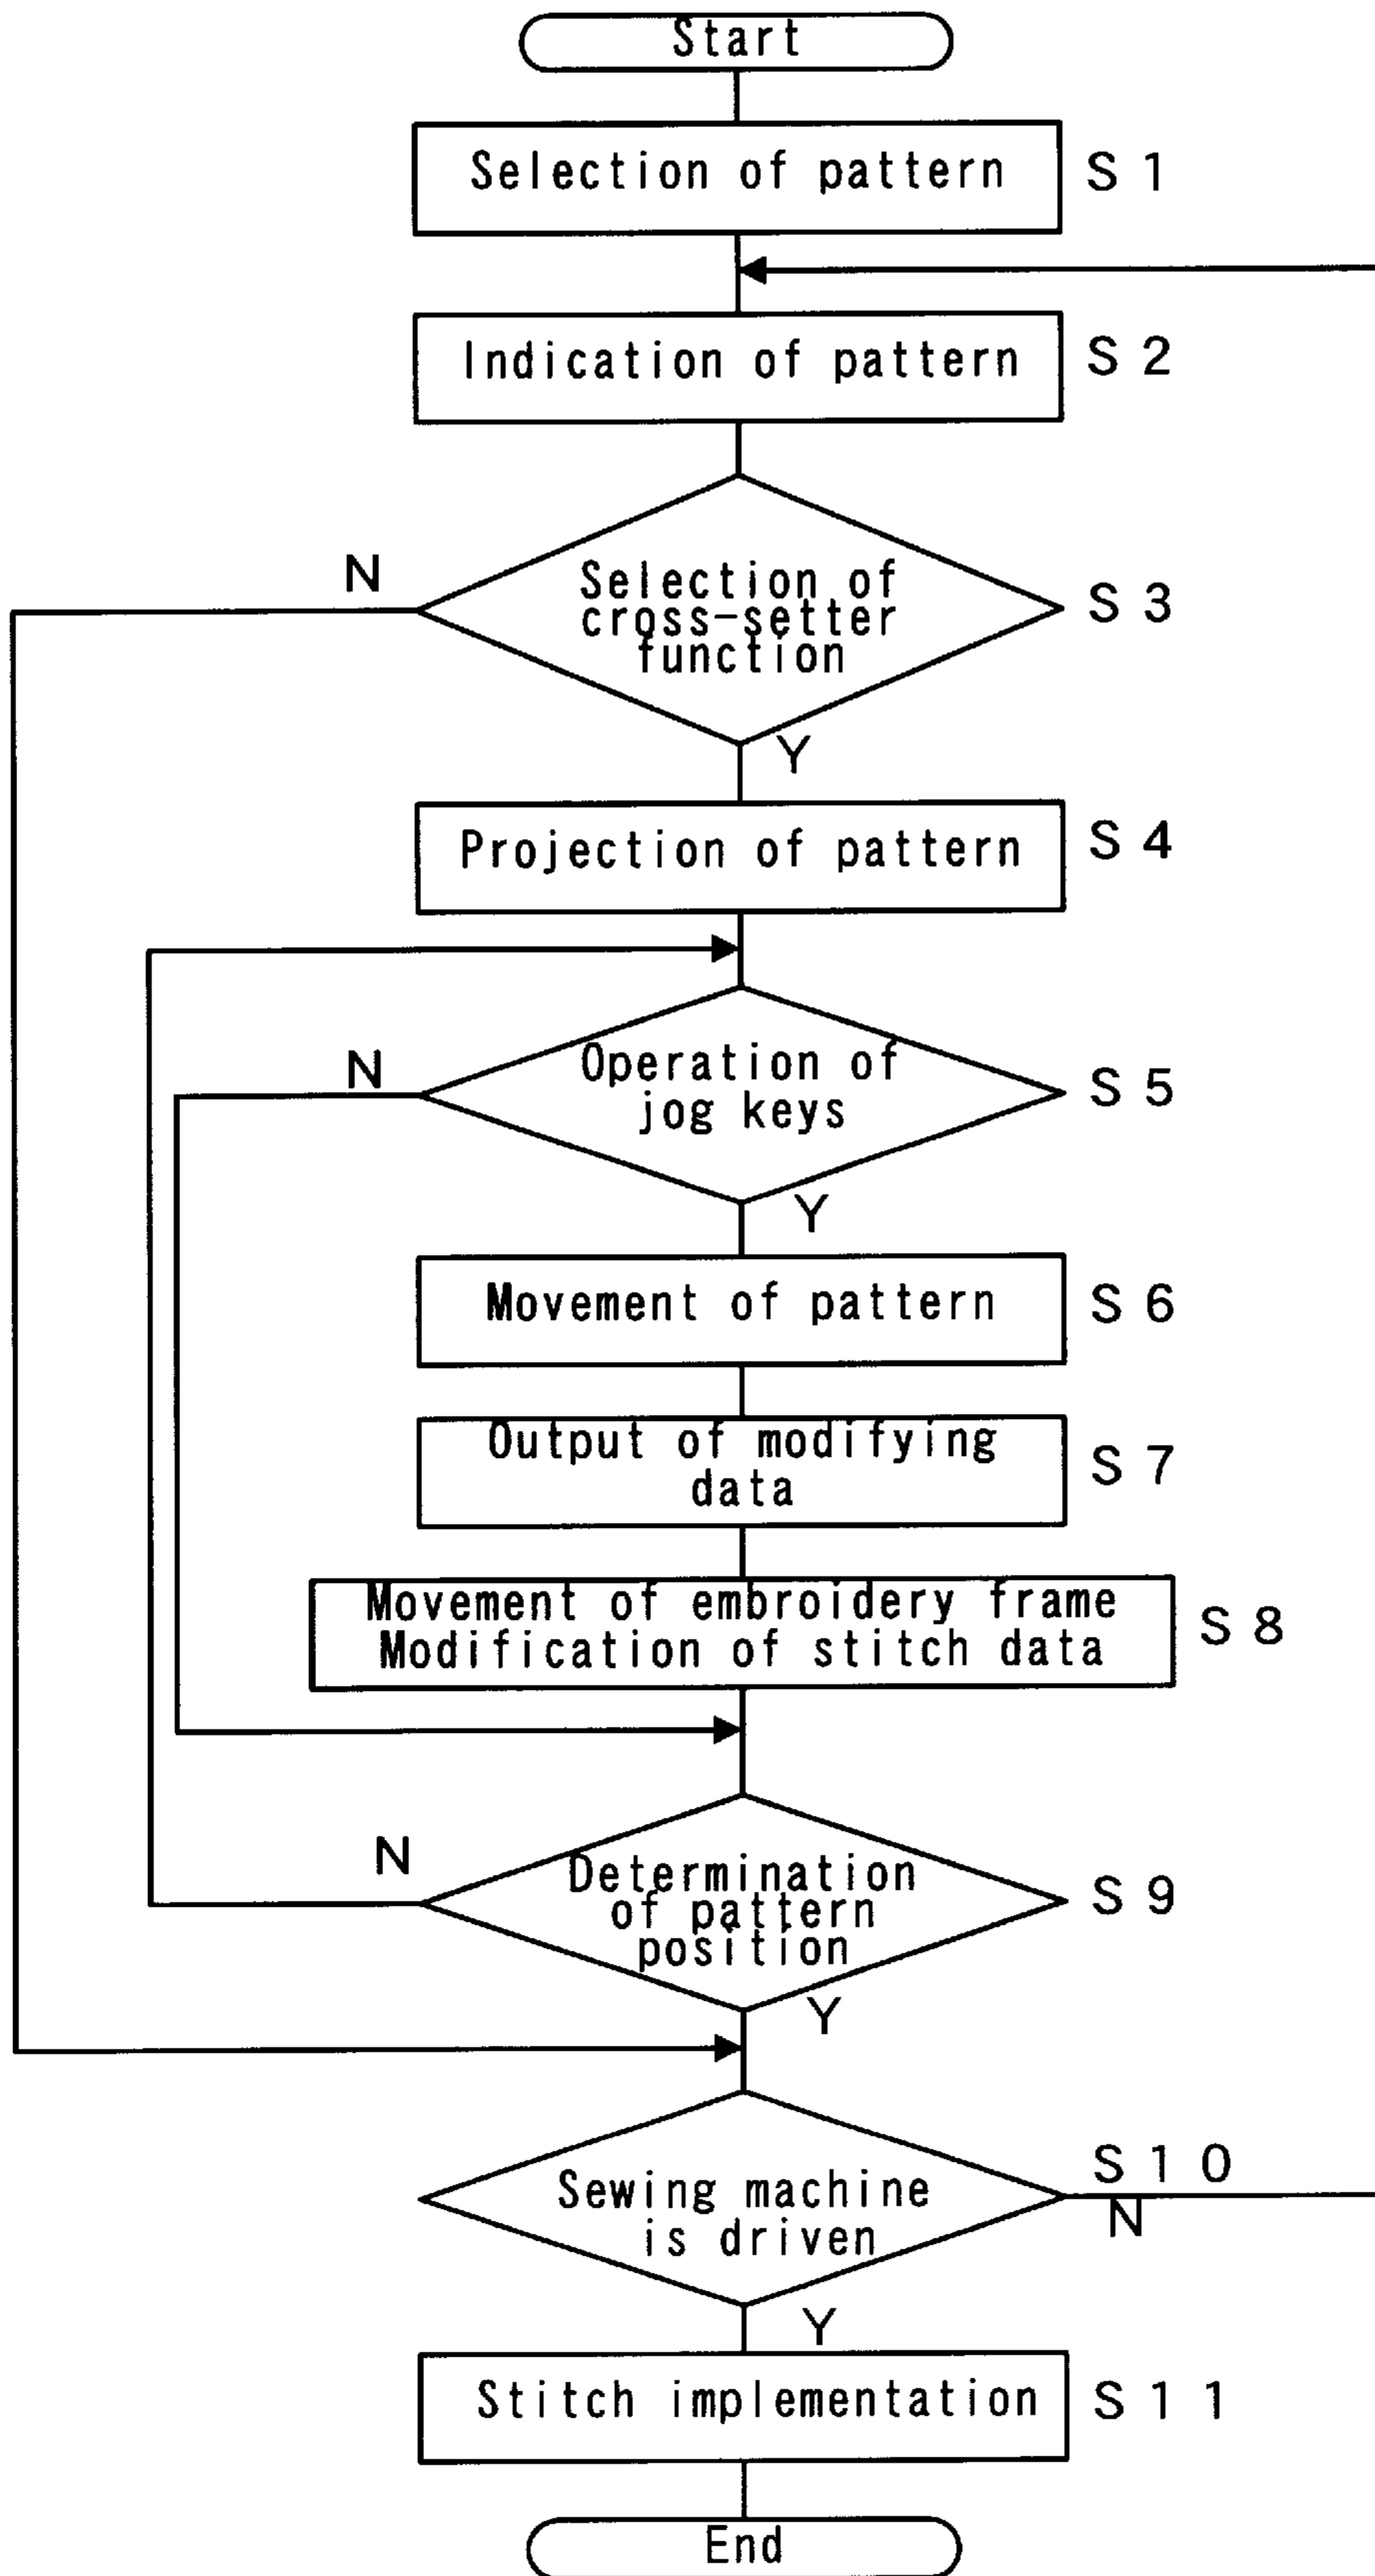 Start
Selection of pattern
S 1
Indication of pattern
S 2
N
Selection of
cross-setter
function
S 3
Y
Projection of pattern
S 4
N
Operation of
jog keys
S 5
Y
Movement of pattern
S 6
Output of modifying
data
S 7
Movement of embroidery frame
Modification of stitch data
S 8
N
Determination
of pattern
position
S 9
Y
Sewing machine
is driven
S 1 0
N
Y
Stitch implementation
S 1 1
End